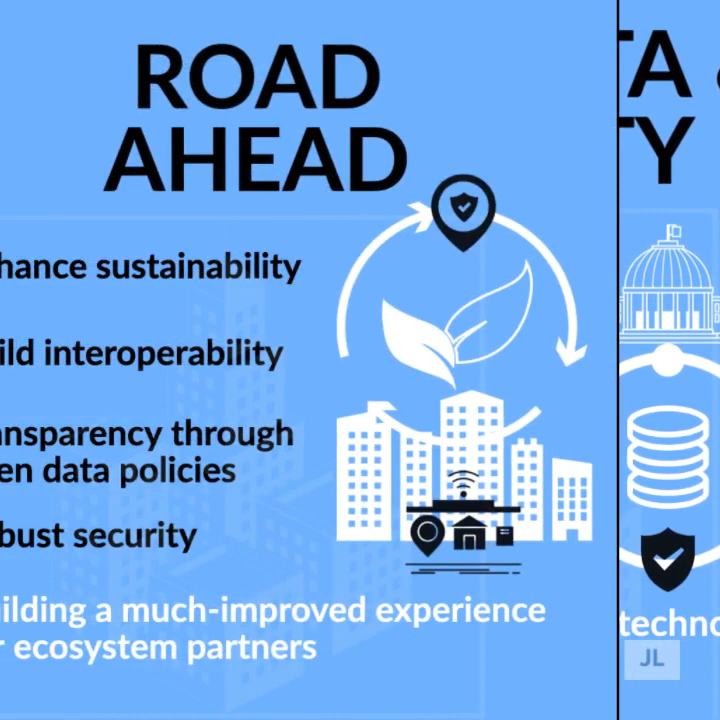 ROAD
AHEAD
hance sustainability
ild interoperability
nsparency through
en data policies
bust security
ilding a much-improved experience
r ecosystem partners
TA &
TY
techno
JL